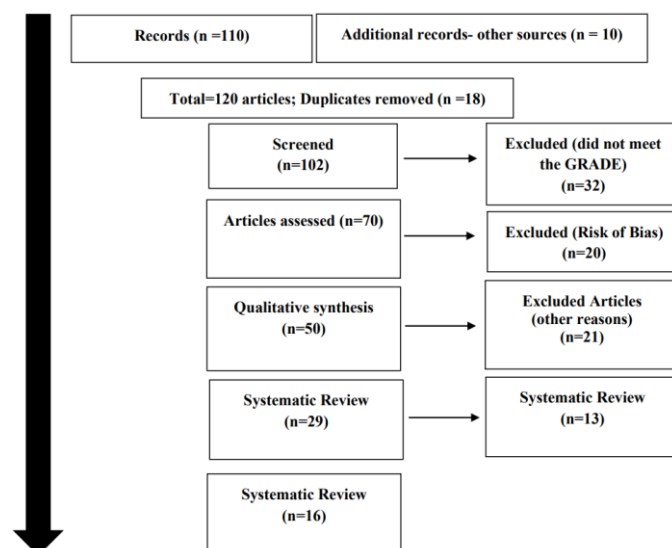 Records (n =110)
Additional records- other sources (n = 10)
Total=120 articles; Duplicates removed (n =18)
Screened
(n=102)
Excluded (did not meet
the GRADE)
(n=32)
Articles assessed (n=70)
Excluded (Risk of Bias)
(n=20)
Qualitative synthesis
(n=50)
Excluded Articles
(other reasons)
(n=21)
Systematic Review
(n=29)
Systematic Review
(n=13)
Systematic Review
(n=16)